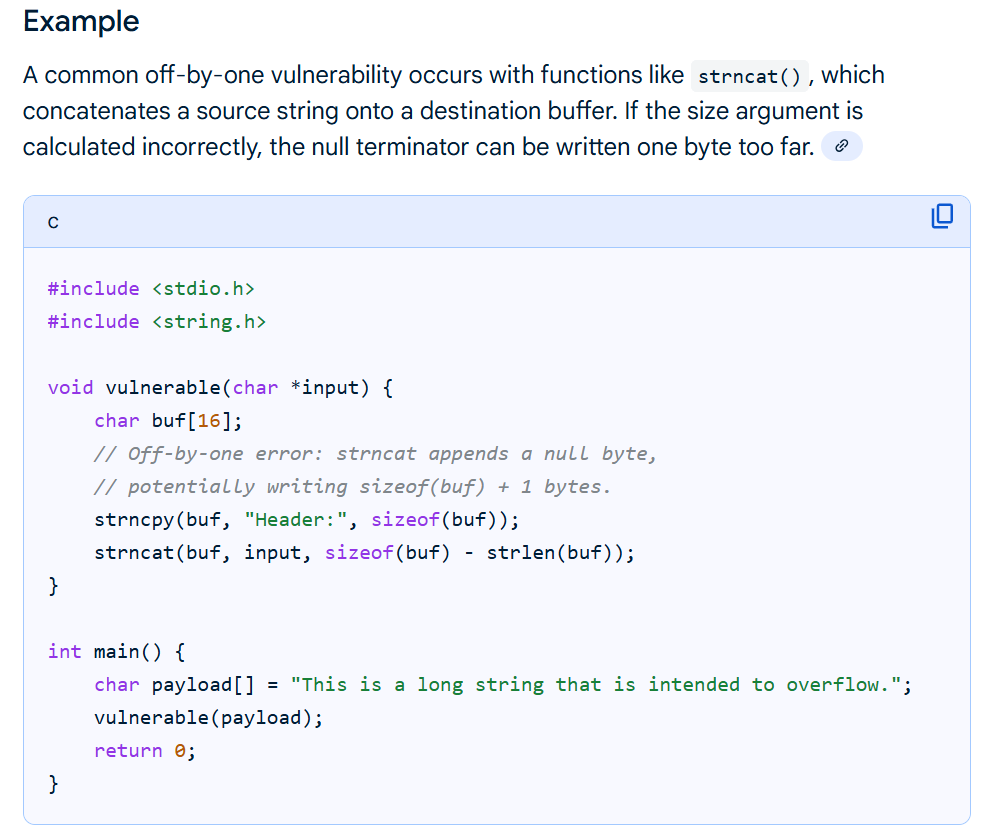 Example
A common off-by-one vulnerability occurs with functions like strncat(), which
concatenates a source string onto a destination buffer. If the size argument is
calculated incorrectly, the null terminator can be written one byte too far.
C
#include <stdio.h>
#include <string.h>
void vulnerable(char *input) {
    char buf[16];
    // Off-by-one error: strncat appends a null byte,
    // potentially writing sizeof(buf) + 1 bytes.
    strncpy(buf, "Header:", sizeof(buf));
    strncat(buf, input, sizeof(buf) - strlen(buf));
}
int main() {
    char payload[] = "This is a long string that is intended to overflow.";
    vulnerable(payload);
    return 0;
}